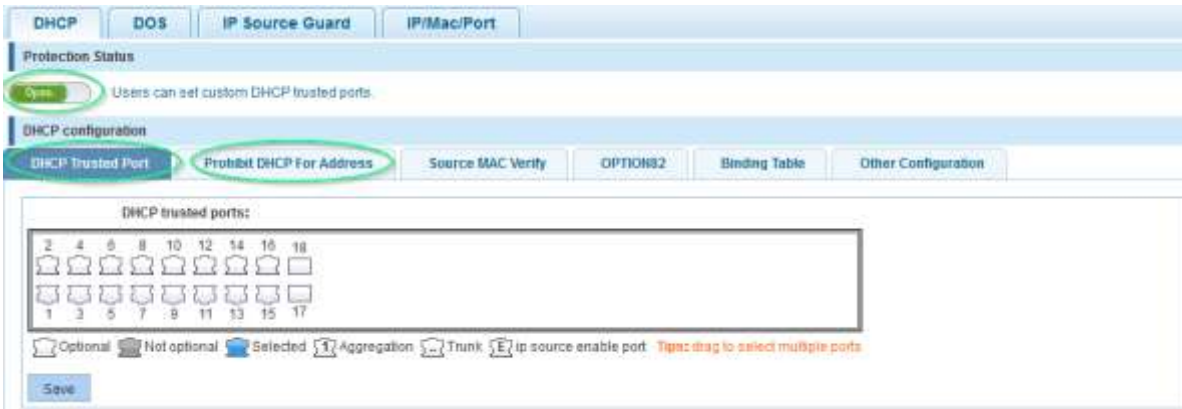 DHCP DOS IP Source Guard IP/Mac/Port
Protection Status
Open Users can set custom DHCP trusted ports
DHCP configuration
DHCP Trusted Port Prohibit DHCP For Address Source MAC Verify OPTION82 Binding Table Other Configuration
DHCP trusted ports:
2 4 6 8 10 12 14 16 18
1 3 5 7 9 11 13 15 17
Optional Not optional Selected 1 Aggregation ... Trunk E ip source enable port Tips: drag to select multiple ports
Save